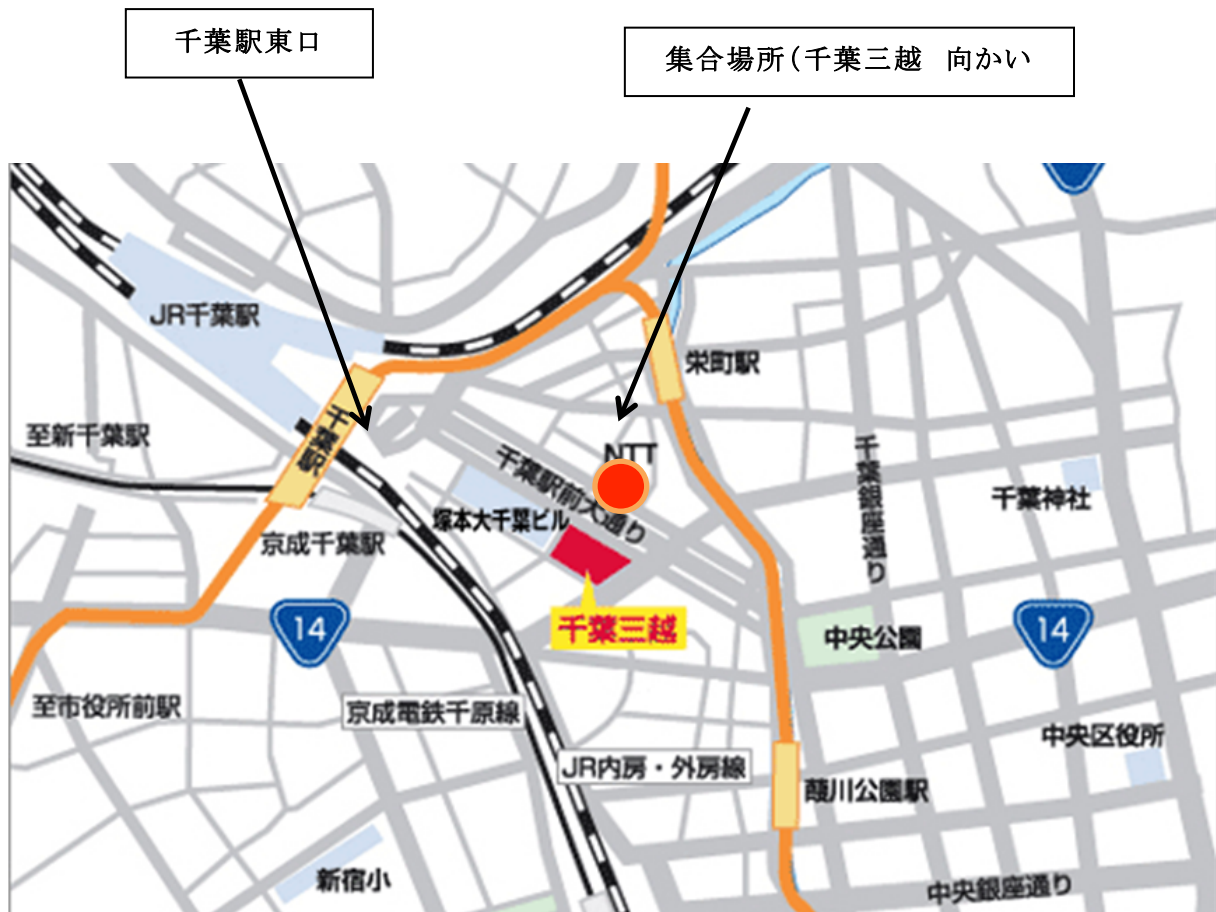 千葉駅東口
集合場所(千葉三越　向かい
JR千葉駅
栄町駅
千葉駅
至新千葉駅
NTT
千葉駅前大通り
千葉銀座通り
千葉神社
塚本大千葉ビル
京成千葉駅
14
千葉三越
中央公園
14
至市役所前駅
京成電鉄千原線
中央区役所
JR内房・外房線
葭川公園駅
新宿小
中央銀座通り